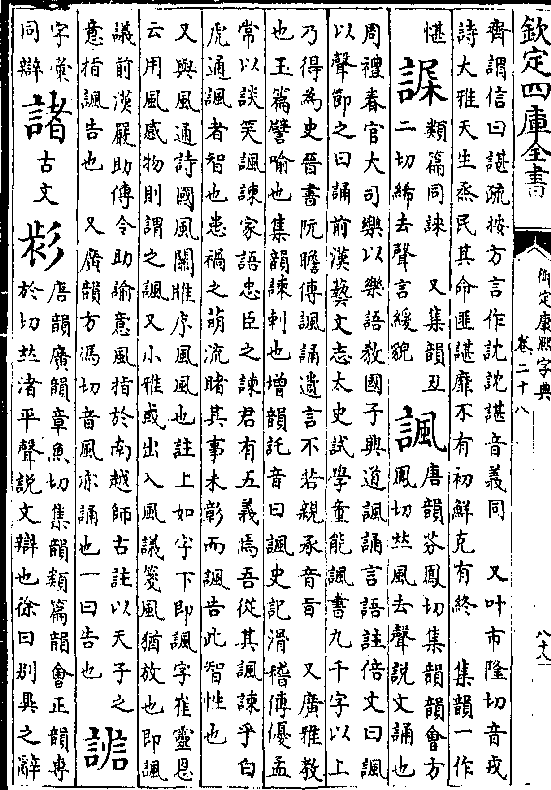 欽定四庫全書
御定康熙字典
卷二十八
八十八
齊謂信曰諶疏按方言作訦訦諶音義同　又叶市隆切音戎
詩大雅天生烝民其命匪諶靡不有初鮮克有終　集韻一作
愖　諜類篇同諫　又集韻丑二切絺去聲言緩貌　諷唐韻芬鳳切集韻韻會方鳳切𠀤風去聲說文誦也
周禮春官大司樂以樂語教國子興道諷誦言語註倍文曰諷
以聲節之曰誦前漢藝文志太史試學童能諷書九千字以上
乃得為史晉書阮瞻傳諷誦遺言不若親承音旨　又廣雅教
也玉篇譬喻也集韻諫刺也增韻託音曰諷史記滑稽傳優孟
常以談笑諷諫家語忠臣之諫君有五義焉吾從其諷諫乎白
虎通諷者智也患禍之萌流睹其事未彰而諷告此智性也
又與風通詩國風關雎序風風也註上如字下即諷字崔靈恩
云用風感物則謂之諷又小雅或出入風議箋風猶放也即諷
議前漢嚴助傳令助諭意風指於南越師古註以天子之
意指諷告也　又廣韻方馮切音風亦誦也一曰告也　𧨳
字彙同辯　諸古文𢒫唐韻廣韻章魚切集韻類篇韻會正韻專於切𠀤渚平聲說文辯也徐曰別異之辭